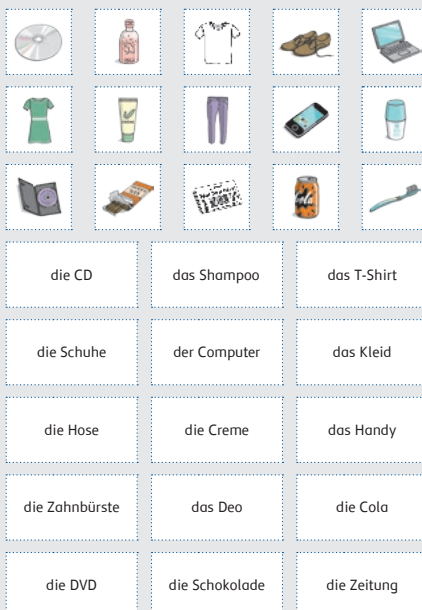 die CD
das Shampoo
das T-Shirt
die Schuhe
der Computer
das Kleid
die Hose
die Creme
das Handy
die Zahnbürste
das Deo
die Cola
die DVD
die Schokolade
die Zeitung